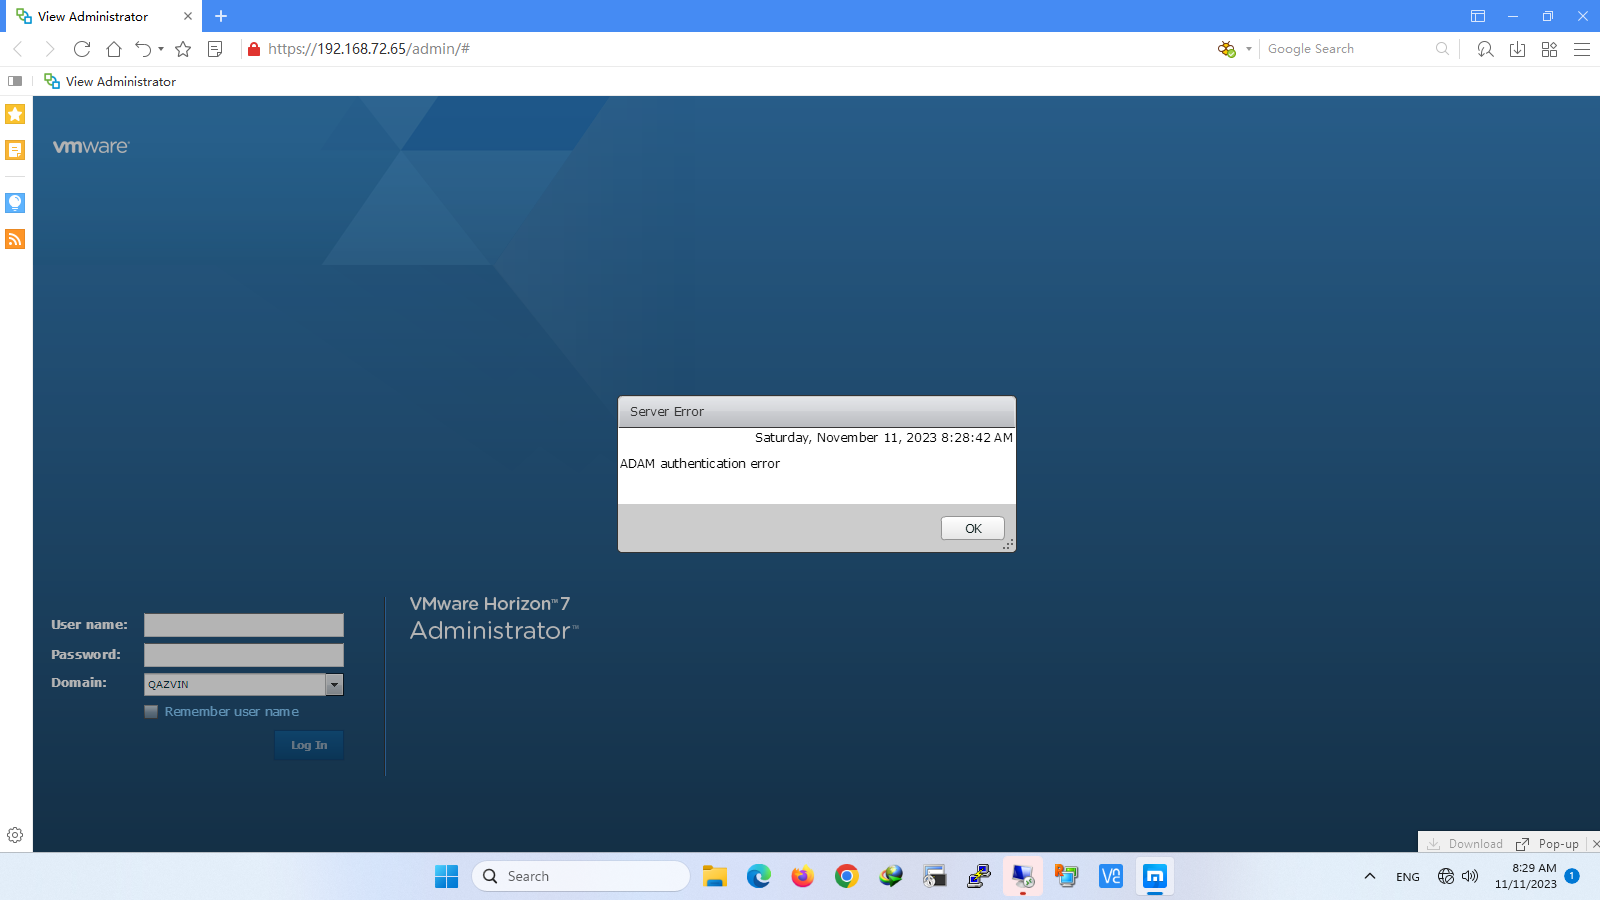 View Administrator
https://192.168.72.65/admin/#
Google Search
View Administrator
vmware
Server Error
Saturday, November 11, 2023 8:28:42 AM
ADAM authentication error
OK
VMware Horizon™ 7
Administrator™
User name:
Password:
Domain:
QAZVIN
Remember user name
Log In
Download
Pop-up
Search
ENG
8:29 AM
11/11/2023
1